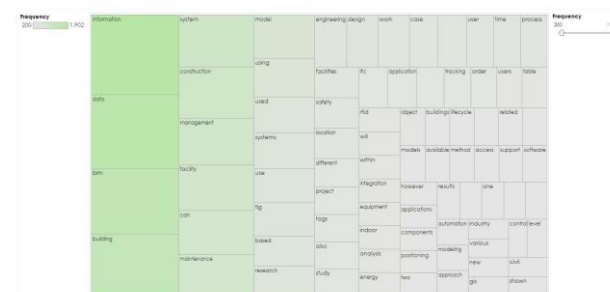 Frequency
200 1,902
information
data
bim
building
system
construction
management
facility
can
maintenance
model
using
used
systems
use
fig
based
research
engineering design work case user time process
facilities ifc application tracking order users table
safety
location
different
project
tags
also
study
rfid
will
within
integration
equipment
indoor
analysis
energy
object buildings lifecycle related
models available method access support software
however results one
applications
components
positioning
two
automation industry control level
modeling
approach
various
new civil
gis shown
Frequency